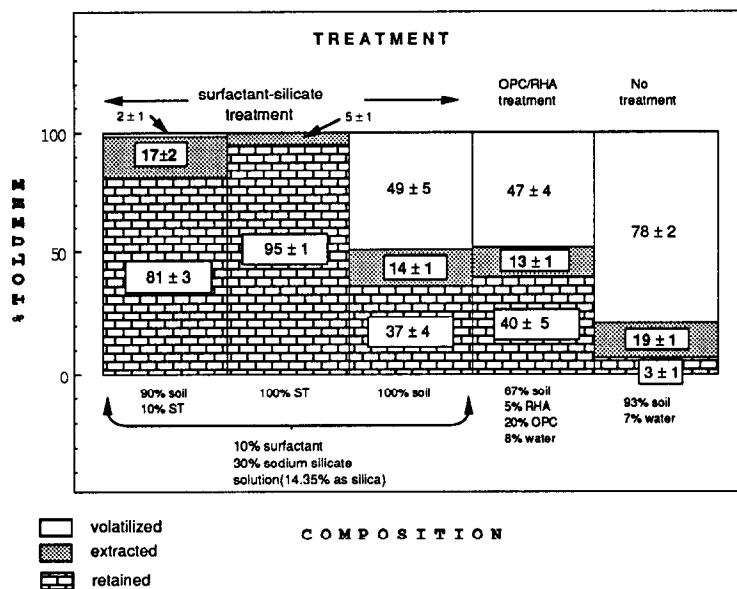 TREATMENT
surfactant-silicate
treatment
OPC/RHA
treatment
No
treatment
2 ± 1
5 ± 1
100
50
0
% TOLUENE
17±2
81 ± 3
95 ± 1
49 ± 5
14 ± 1
37 ± 4
47 ± 4
13 ± 1
40 ± 5
78 ± 2
19 ± 1
3 ± 1
90% soil
10% ST
100% ST
100% soil
67% soil
5% RHA
20% OPC
8% water
93% soil
7% water
10% surfactant
30% sodium silicate
solution(14.35% as silica)
COMPOSITION
volatilized
extracted
retained